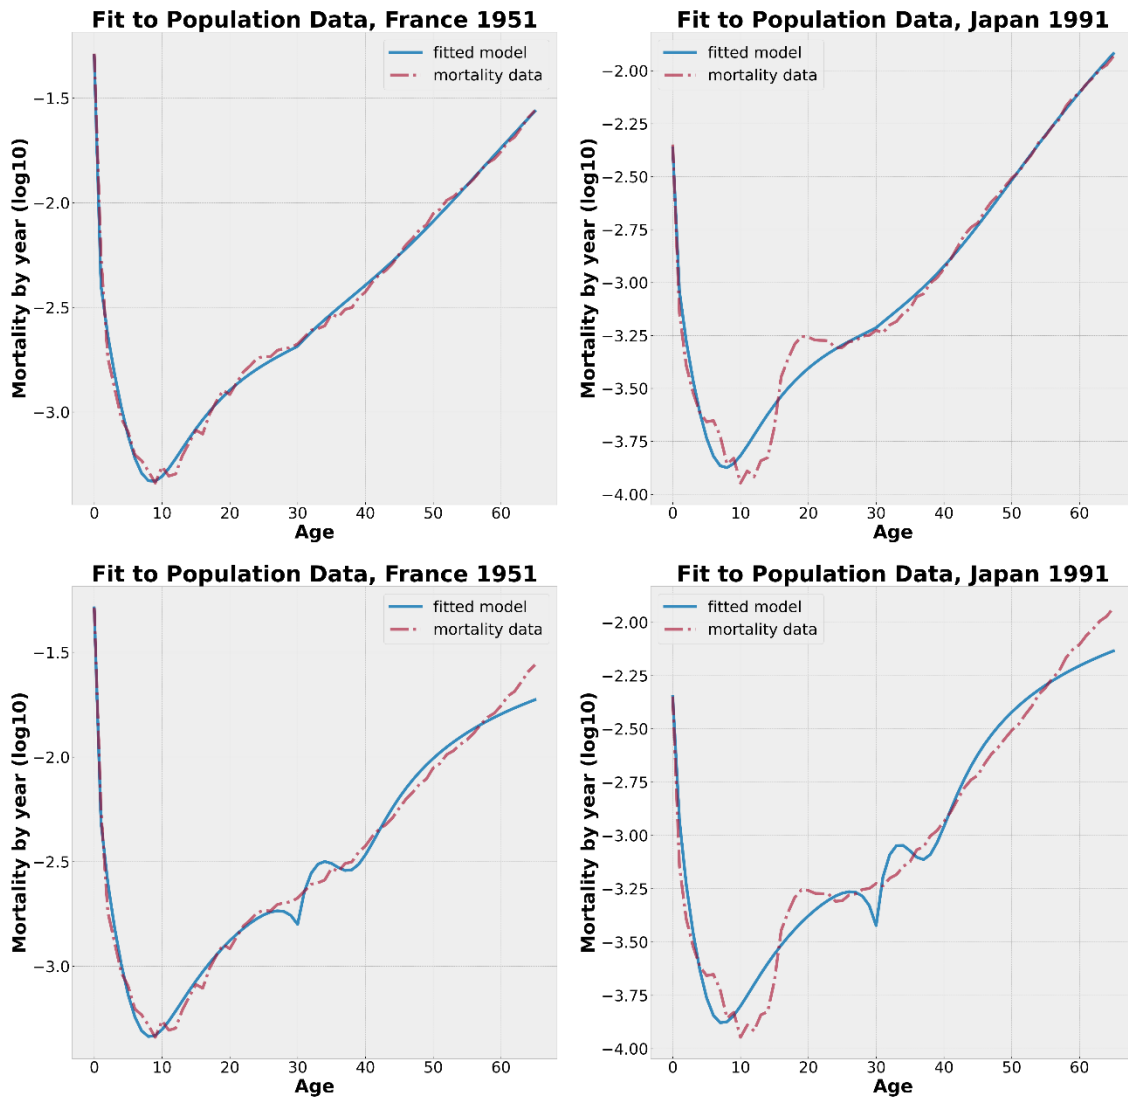 Fit to Population Data, France 1951
fitted model
mortality data
Mortality by year (log10)
−1.5
−2.0
−2.5
−3.0
0 10 20 30 40 50 60
Age
Fit to Population Data, Japan 1991
fitted model
mortality data
Mortality by year (log10)
−2.00
−2.25
−2.50
−2.75
−3.00
−3.25
−3.50
−3.75
−4.00
0 10 20 30 40 50 60
Age
Fit to Population Data, France 1951
fitted model
mortality data
Mortality by year (log10)
−1.5
−2.0
−2.5
−3.0
0 10 20 30 40 50 60
Age
Fit to Population Data, Japan 1991
fitted model
mortality data
Mortality by year (log10)
−2.00
−2.25
−2.50
−2.75
−3.00
−3.25
−3.50
−3.75
−4.00
0 10 20 30 40 50 60
Age